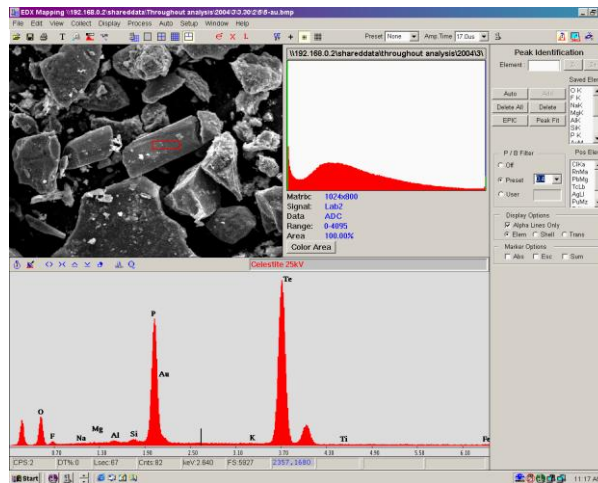 EDX Mapping \\192.168.0.2\shareddata\Throughout analysis\2004\3\3.30\2\6\6-au.bmp
File Edit View Collect Display Process Auto Setup Window Help
Preset None Amp.Time 17.0us
\\192.168.0.2\shareddata\throughout analysis\2004\3\
Matrix: 1024x800
Signal: Lab2
Data ADC
Range: 0-4095
Area 100.00%
Color Area
Peak Identification
Element
Saved Elem
Auto Add
Delete All Delete
EPIC Peak Fit
O K
F K
NaK
MgK
AlK
SiK
P K
P / B Filter
Off
Preset
User
Pos Ele
ClKa
RnMa
PbMg
TcLb
AgLl
PuMz
Display Options
Alpha Lines Only
Elem Shell Trans
Marker Options
Abs Esc Sum
Celestite 25kV
Te
P
Au
O
F
Na
Mg
Al
Si
K
Ti
Fe
0.70 1.30 1.90 2.50 3.10 3.70 4.30 4.90 5.50 6.10
CPS:2 DT%:0 Lsec:67 Cnts:82 keV:2.840 FS:5927 2357,1680
Start
11:17 A